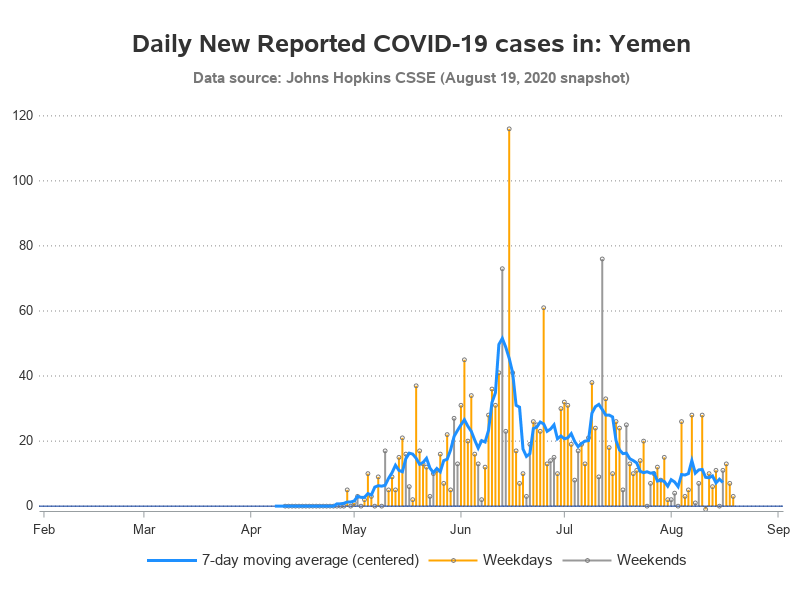 Daily New Reported COVID-19 cases in: Yemen
Data source: Johns Hopkins CSSE (August 19, 2020 snapshot)
120
100
80
60
40
20
0
Feb Mar Apr May Jun Jul Aug Sep
7-day moving average (centered) Weekdays Weekends